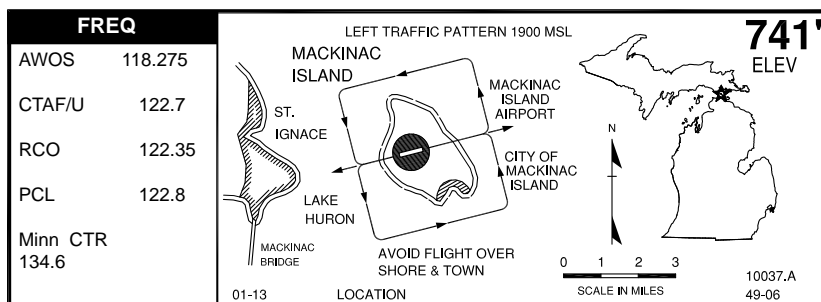 FREQ
AWOS 118.275
CTAF/U 122.7
RCO 122.35
PCL 122.8
Minn CTR
134.6
LEFT TRAFFIC PATTERN 1900 MSL
MACKINAC
ISLAND
ST.
IGNACE
MACKINAC
ISLAND
AIRPORT
CITY OF
MACKINAC
ISLAND
LAKE
HURON
MACKINAC
BRIDGE
AVOID FLIGHT OVER
SHORE & TOWN
01-13 LOCATION
741'
ELEV
N
0 1 2 3
SCALE IN MILES
10037.A
49-06